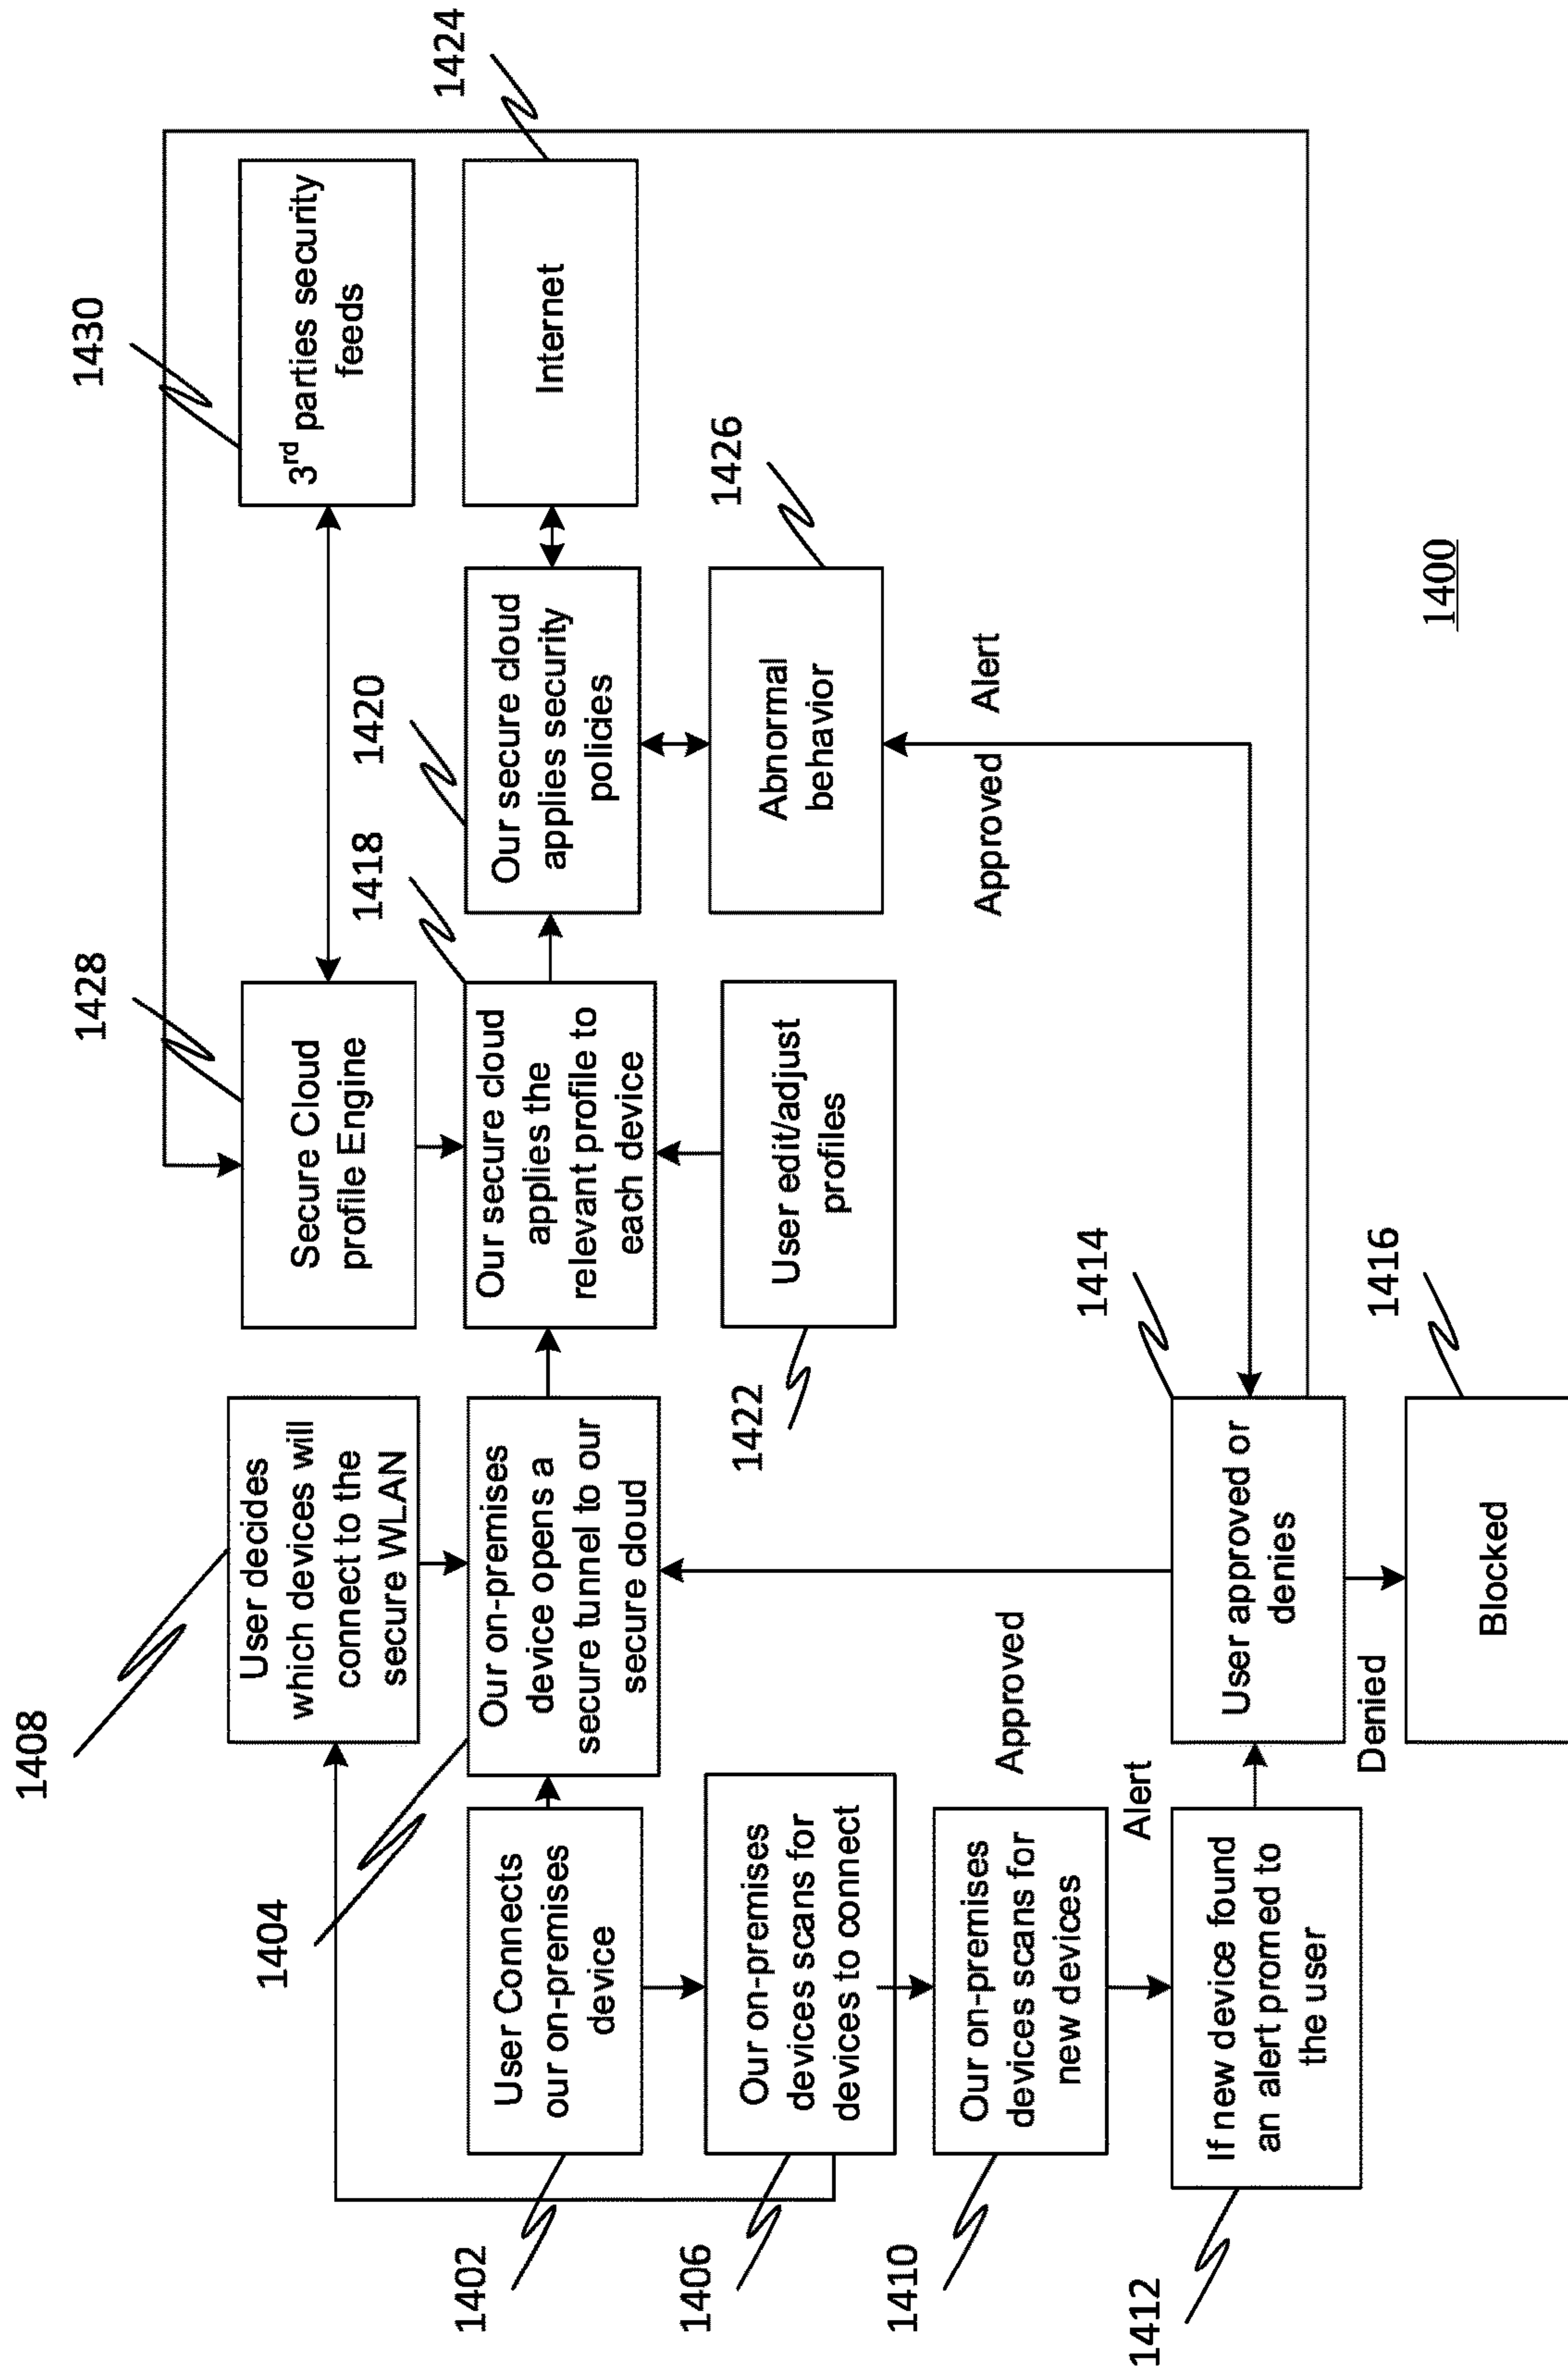 1408
User decides
which devices will
connect to the
secure WLAN
1428
Secure Cloud
profile Engine
1430
3rd parties security
feeds
1404
User Connects
our on-premises
device
1402
Our on-premises
device opens a
secure tunnel to our
secure cloud
1418
Our secure cloud
applies the
relevant profile to
each device
1420
Our secure cloud
applies security
policies
Internet
1424
Our on-premises
devices scans for
devices to connect
1406
1422
User edit/adjust
profiles
Abnormal
behavior
1426
Our on-premises
devices scans for
new devices
1410
Approved
Approved
Alert
If new device found
an alert promed to
the user
1412
Alert
User approved or
denies
1414
Denied
Blocked
1416
1400